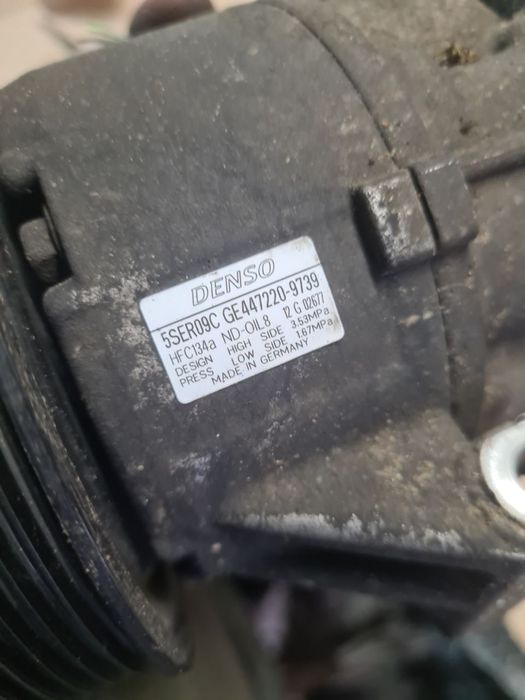 DENSO
5SER09C GE447220-9739
HFC134a ND-OIL8 12 G 02677
DESIGN HIGH SIDE 3.53MPa
PRESS LOW SIDE 1.67MPa
MADE IN GERMANY